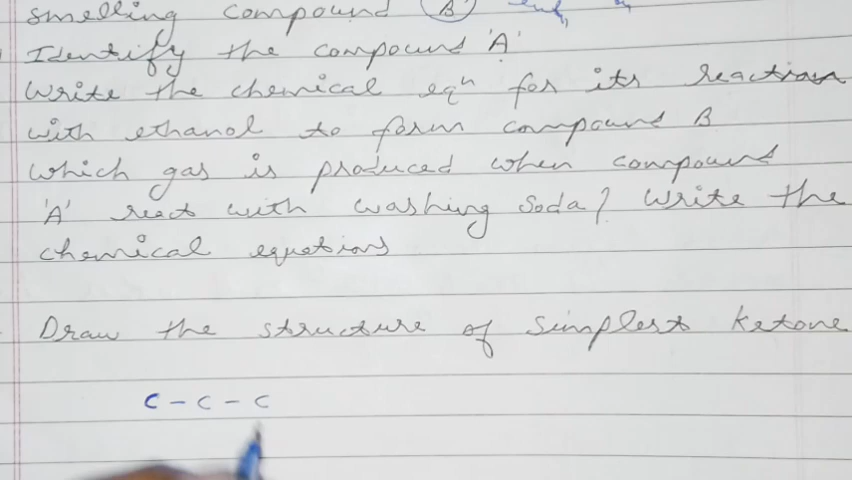 smelling compound 'B'
Identify the compound 'A'
Write the chemical eqn for its reaction
with ethanol to form compound B
Which gas is produced when compound
'A' react with washing soda? Write the
chemical equations
Draw the structure of simplest ketone
C - C - C